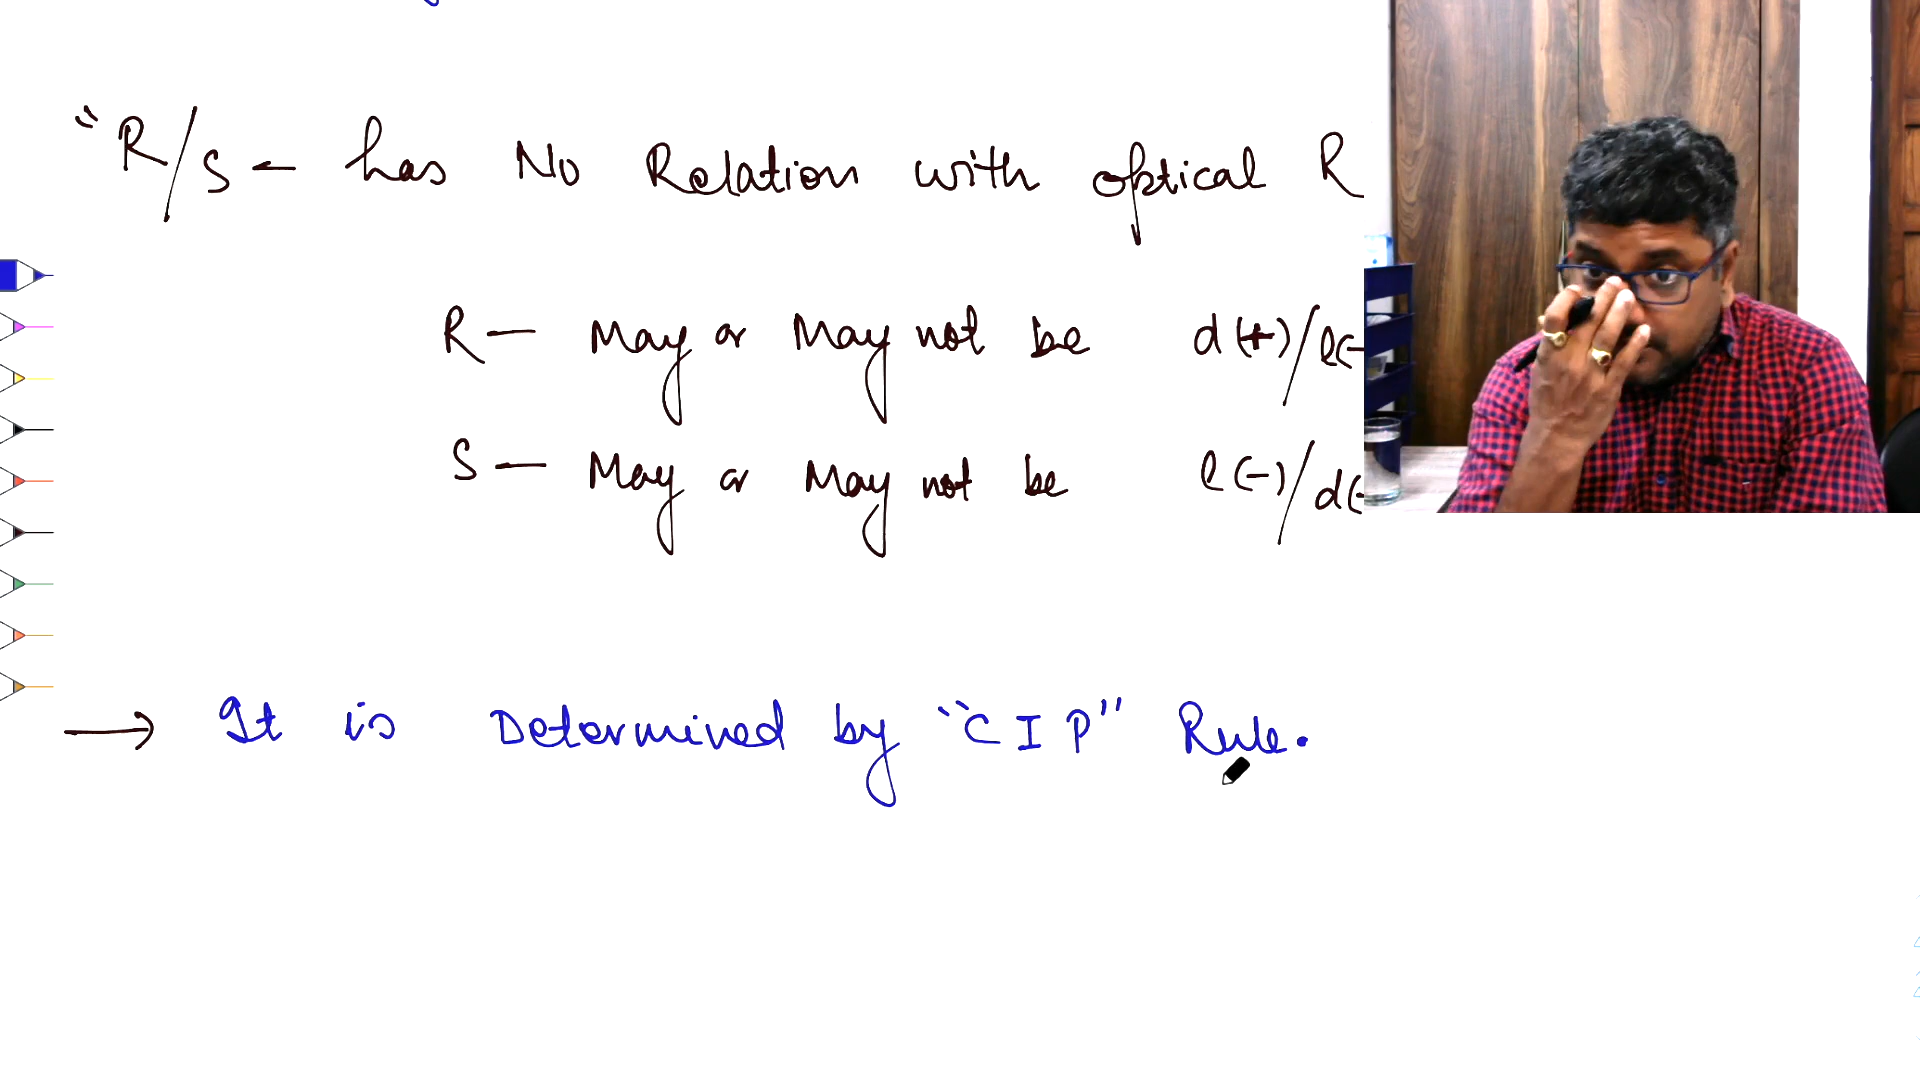 “R/S – has No Relation with optical R
R – May or May not be d(+)/l(-
S – May or May not be l(-)/d(
→ It is Determined by “CIP” Rule.